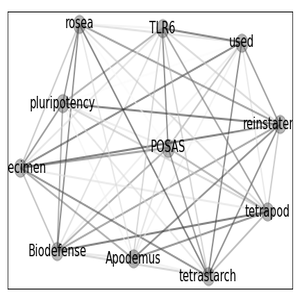 rosea
TLR6
used
pluripotency
reinstater
POSAS
ecimen
tetrapod
Biodefense
Apodemus
tetrastarch